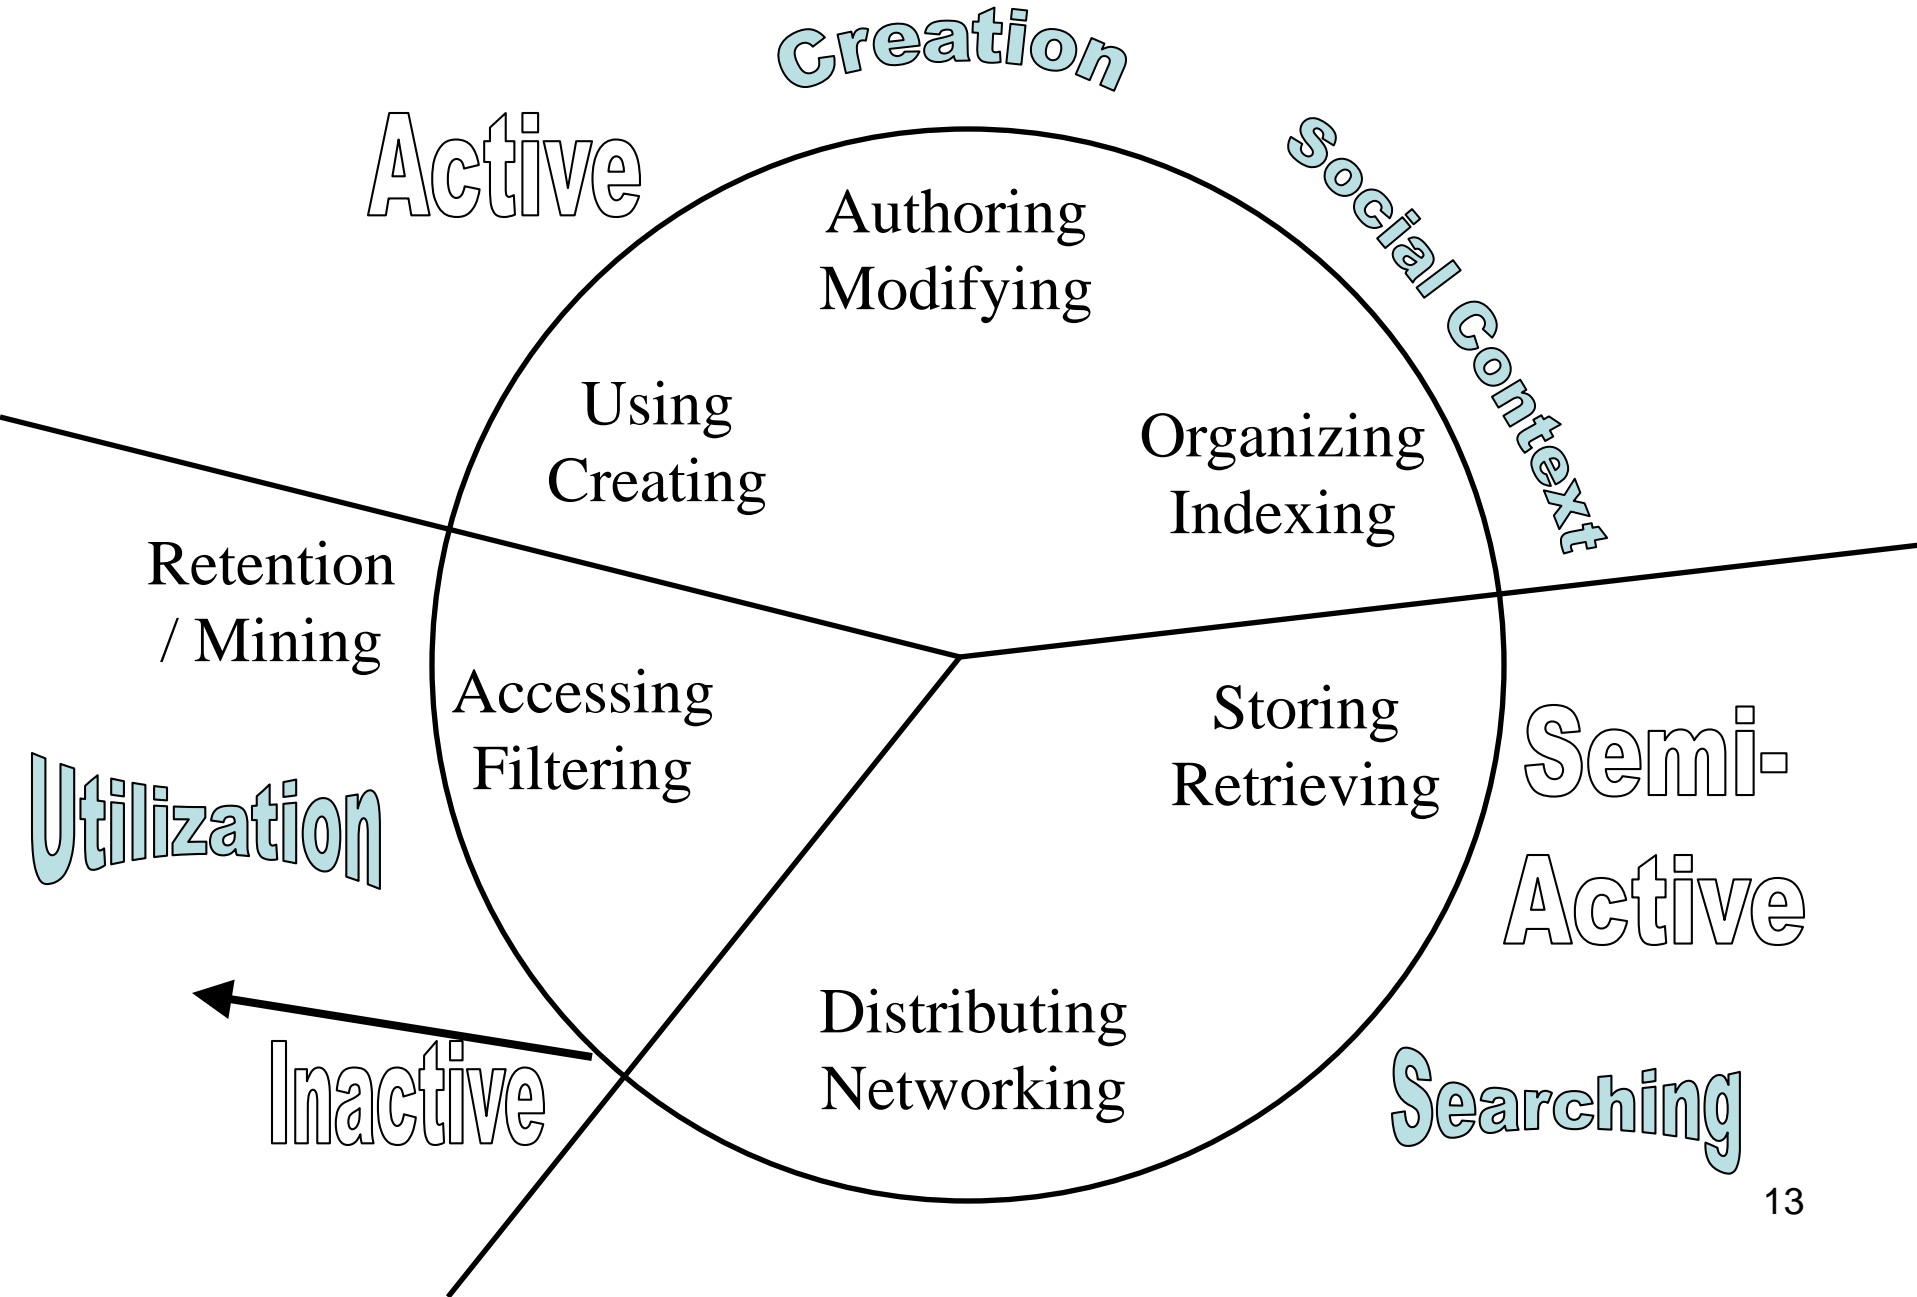 Creation
Active
Social Context
Authoring
Modifying
Using
Creating
Organizing
Indexing
Retention
/ Mining
Accessing
Filtering
Storing
Retrieving
Semi-
Active
Utilization
Distributing
Networking
Inactive
Searching
13